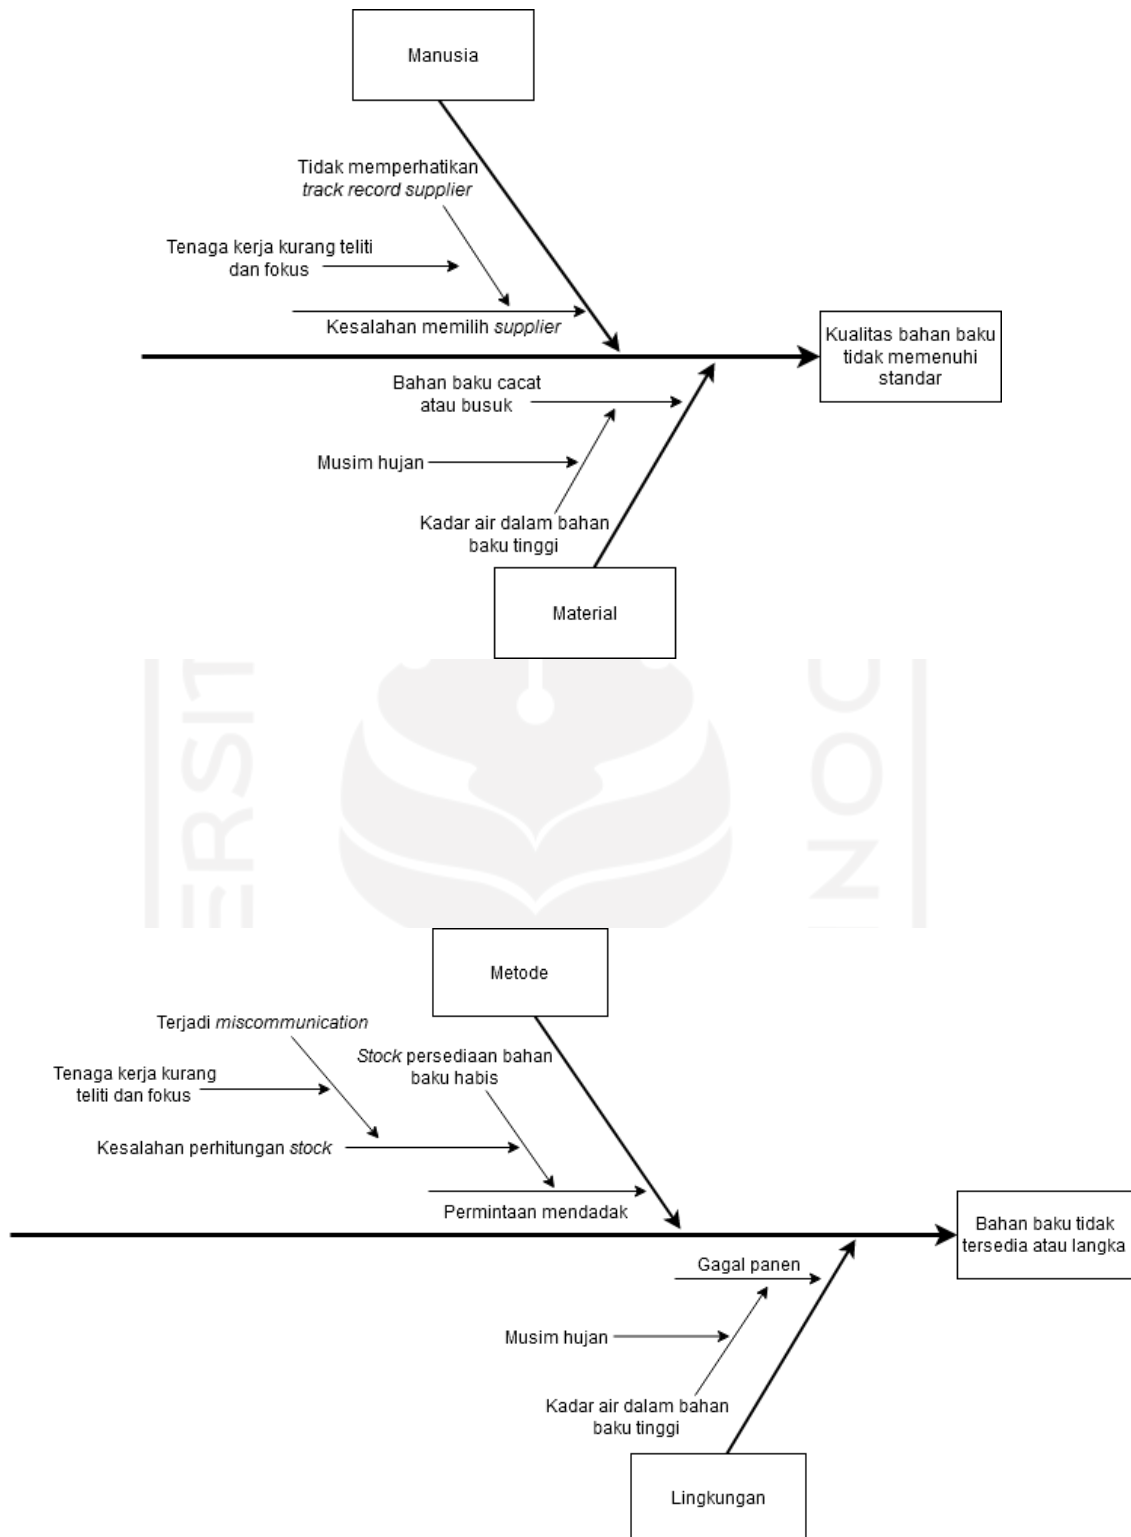 Manusia
Tidak memperhatikan
track record supplier
Tenaga kerja kurang teliti
dan fokus
Kesalahan memilih supplier
Kualitas bahan baku
tidak memenuhi
standar
Bahan baku cacat
atau busuk
Musim hujan
Kadar air dalam bahan
baku tinggi
Material
ERSIT
NOC
Metode
Terjadi miscommunication
Stock persediaan bahan
baku habis
Tenaga kerja kurang
teliti dan fokus
Kesalahan perhitungan stock
Permintaan mendadak
Bahan baku tidak
tersedia atau langka
Gagal panen
Musim hujan
Kadar air dalam bahan
baku tinggi
Lingkungan